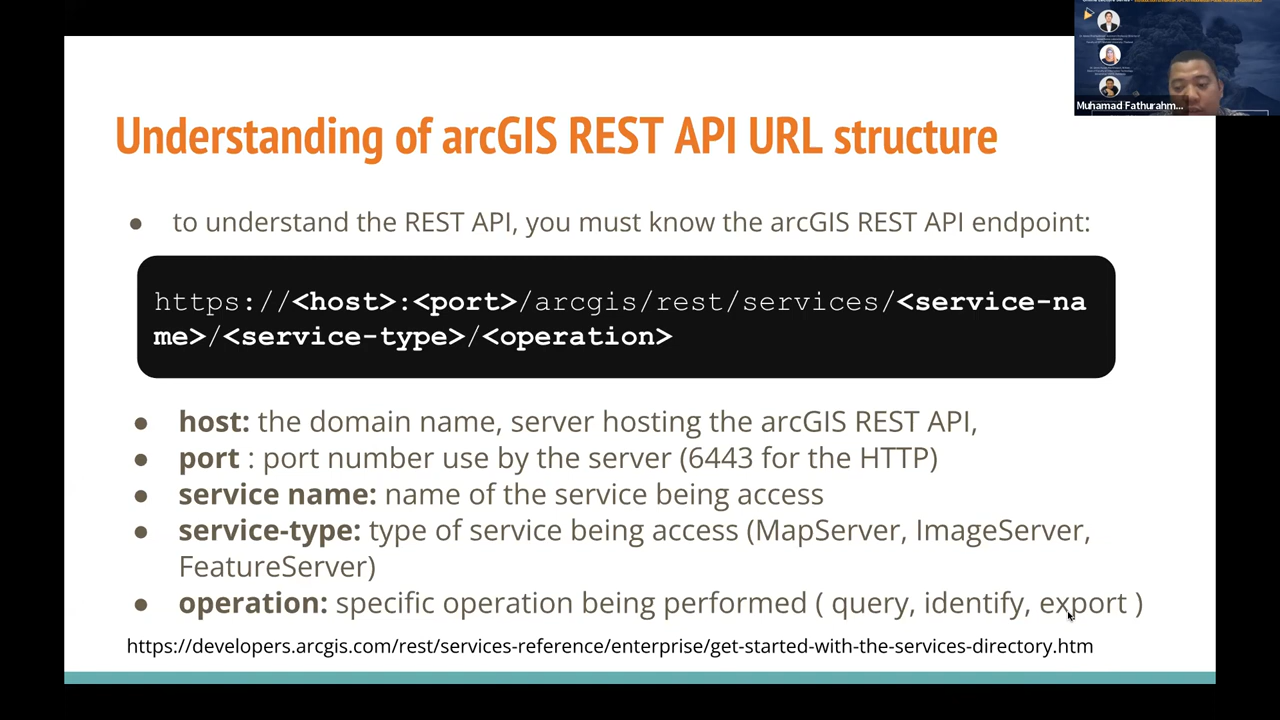 Muhamad Fathurahm...
Understanding of arcGIS REST API URL structure
● to understand the REST API, you must know the arcGIS REST API endpoint:
https://<host>:<port>/arcgis/rest/services/<service-na
me>/<service-type>/<operation>
● host: the domain name, server hosting the arcGIS REST API,
● port : port number use by the server (6443 for the HTTP)
● service name: name of the service being access
● service-type: type of service being access (MapServer, ImageServer,
FeatureServer)
● operation: specific operation being performed ( query, identify, export )
https://developers.arcgis.com/rest/services-reference/enterprise/get-started-with-the-services-directory.htm